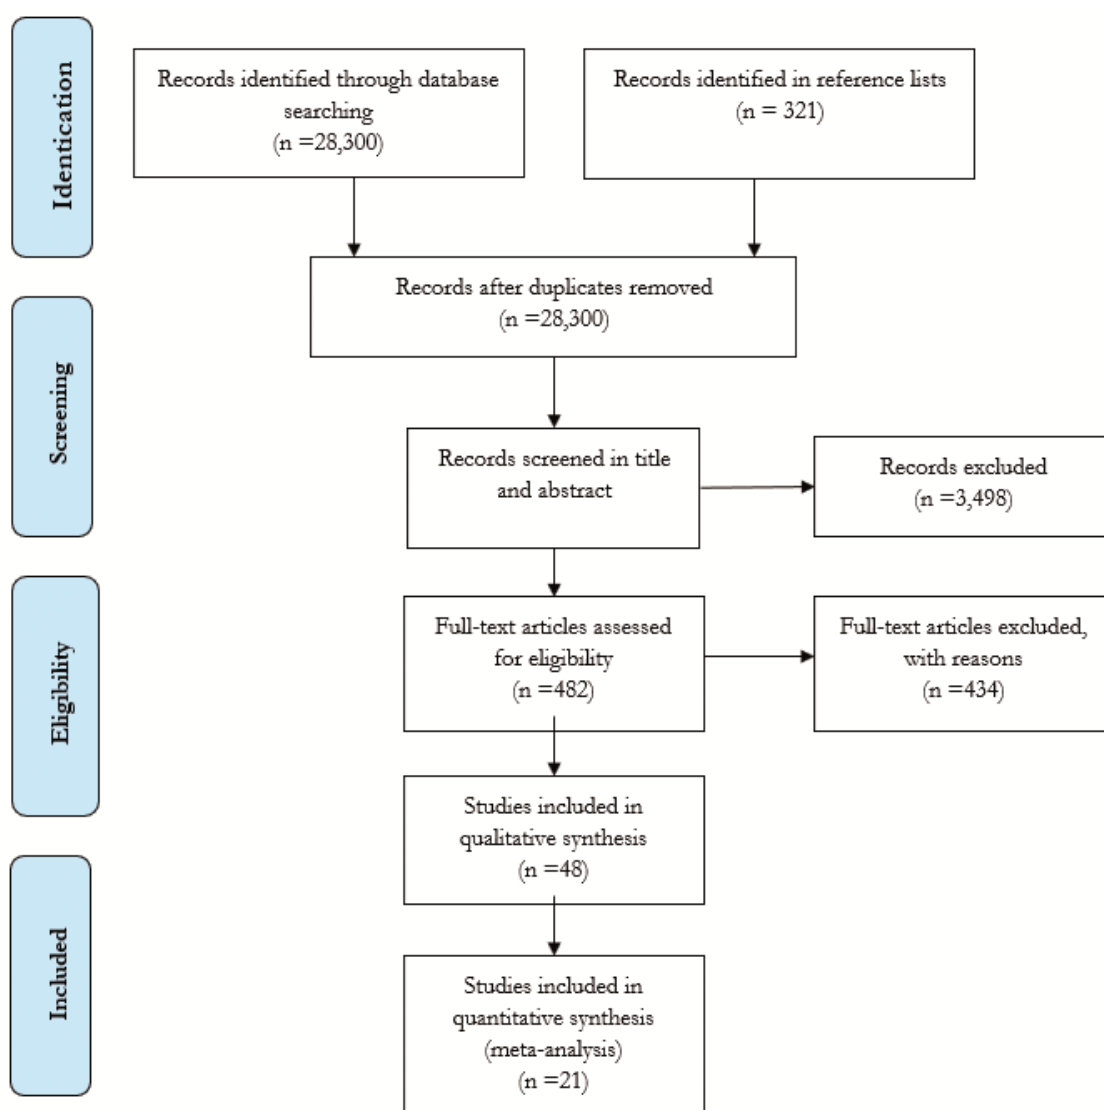 Identication
Records identified through database
searching
(n =28,300)
Records identified in reference lists
(n = 321)
Records after duplicates removed
(n =28,300)
Screening
Records screened in title
and abstract
Records excluded
(n =3,498)
Eligibility
Full-text articles assessed
for eligibility
(n =482)
Full-text articles excluded,
with reasons
(n =434)
Studies included in
qualitative synthesis
(n =48)
Included
Studies included in
quantitative synthesis
(meta-analysis)
(n =21)